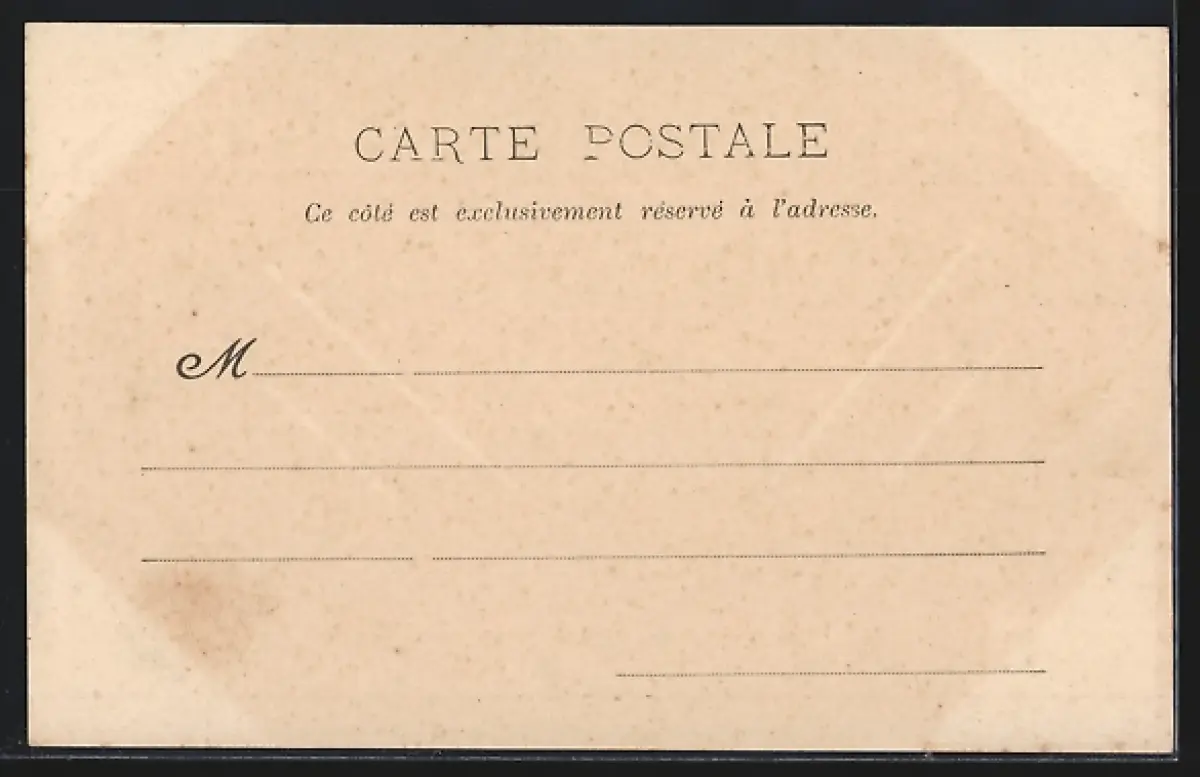 CARTE POSTALE
Ce côté est exclusivement réservé à l'adresse.
M